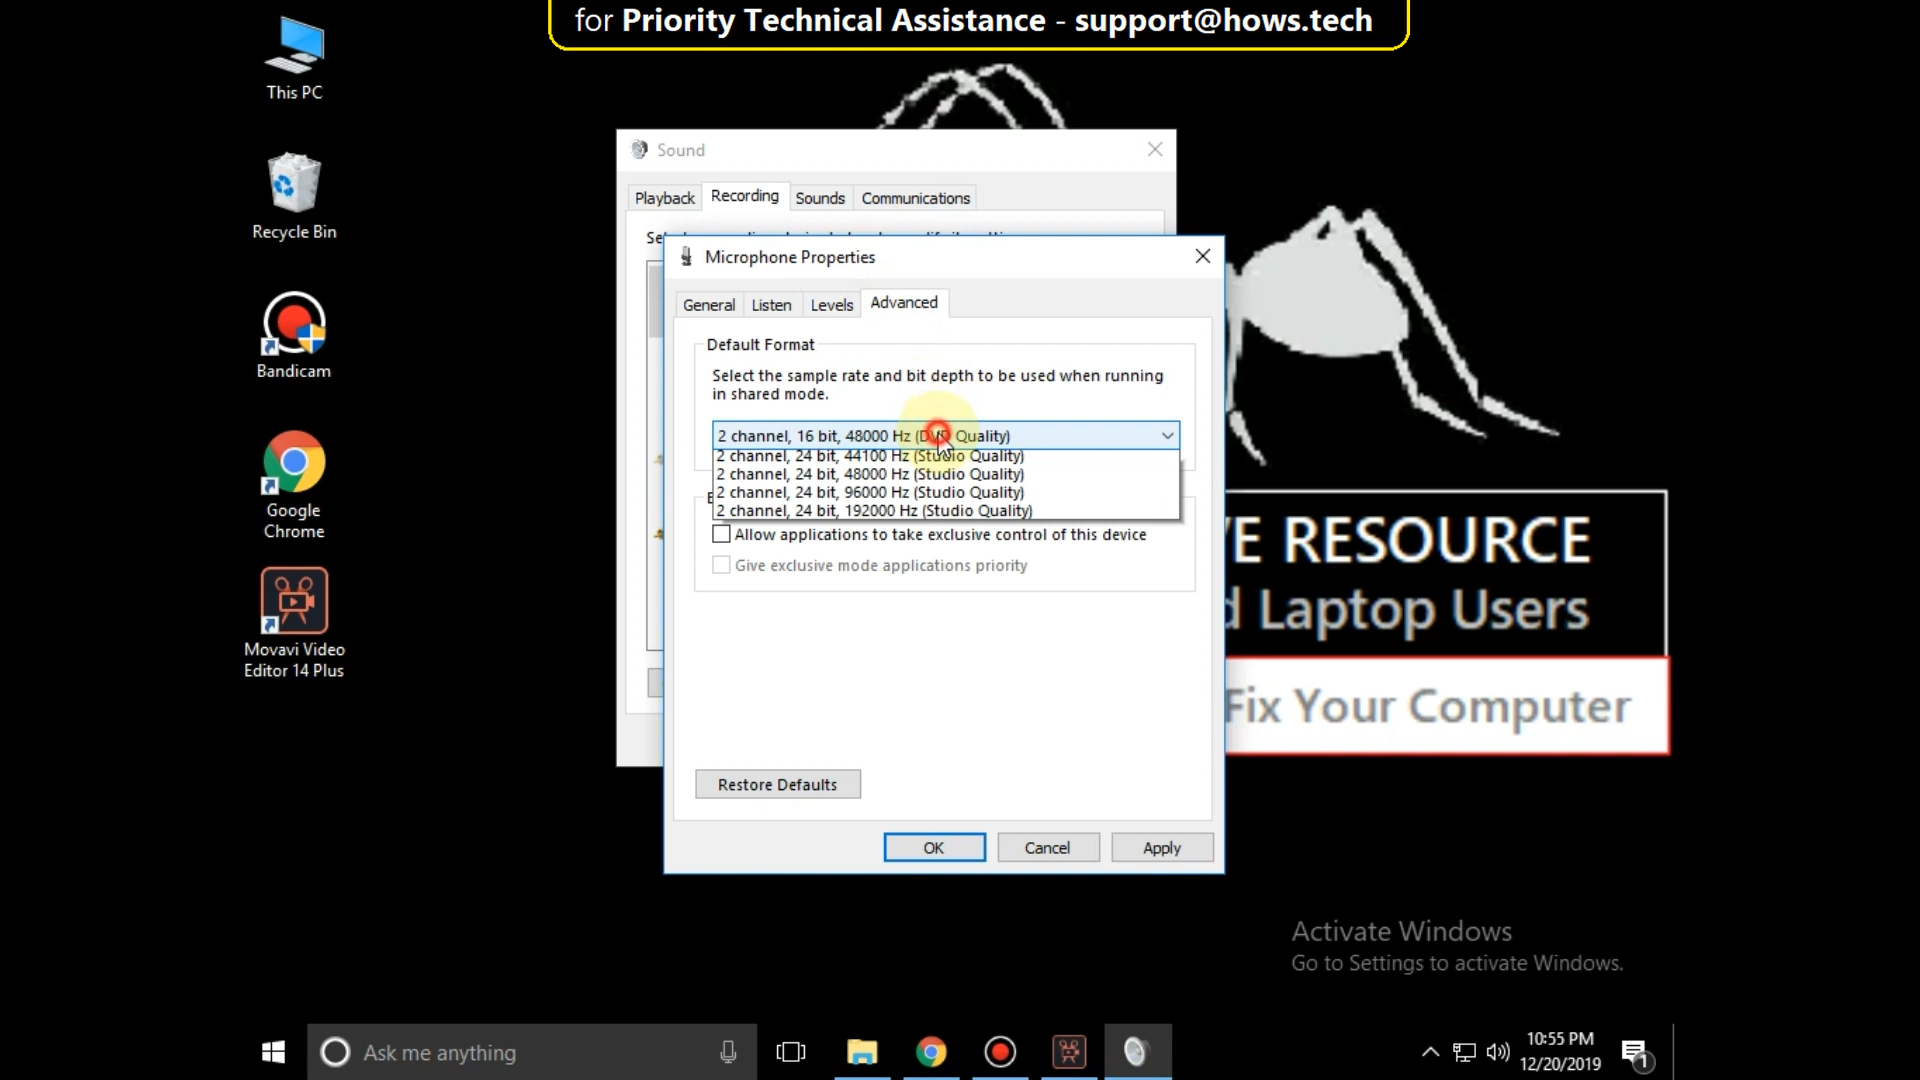 for Priority Technical Assistance - support@hows.tech
This PC
Recycle Bin
Bandicam
Google
Chrome
Movavi Video
Editor 14 Plus
Sound
Playback
Recording
Sounds
Communications
Microphone Properties
General
Listen
Levels
Advanced
Default Format
Select the sample rate and bit depth to be used when running
in shared mode.
2 channel, 16 bit, 48000 Hz (DVD Quality)
2 channel, 24 bit, 44100 Hz (Studio Quality)
2 channel, 24 bit, 48000 Hz (Studio Quality)
2 channel, 24 bit, 96000 Hz (Studio Quality)
2 channel, 24 bit, 192000 Hz (Studio Quality)
Allow applications to take exclusive control of this device
Give exclusive mode applications priority
Restore Defaults
OK
Cancel
Apply
RESOURCE
Laptop Users
Fix Your Computer
Activate Windows
Go to Settings to activate Windows.
Ask me anything
10:55 PM
12/20/2019
1